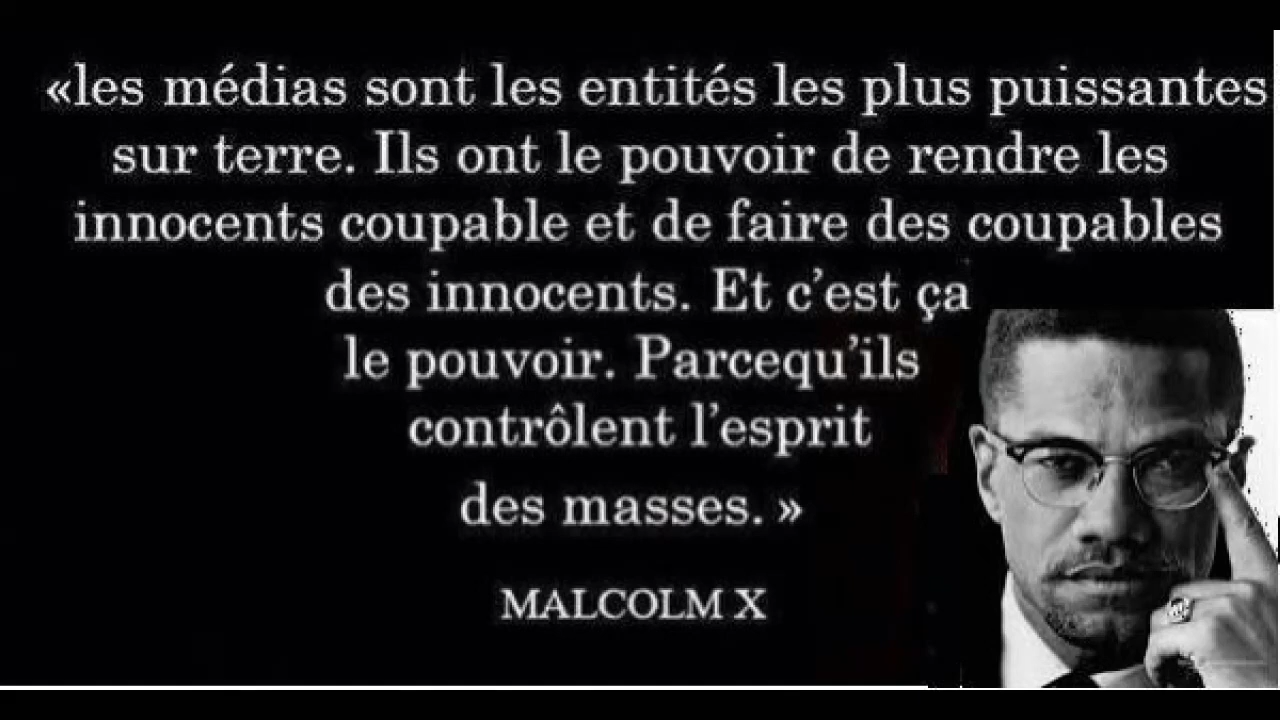 «les médias sont les entités les plus puissantes
sur terre. Ils ont le pouvoir de rendre les
innocents coupable et de faire des coupables
des innocents. Et c’est ça
le pouvoir. Parcequ’ils
contrôlent l’esprit
des masses. »
MALCOLM X